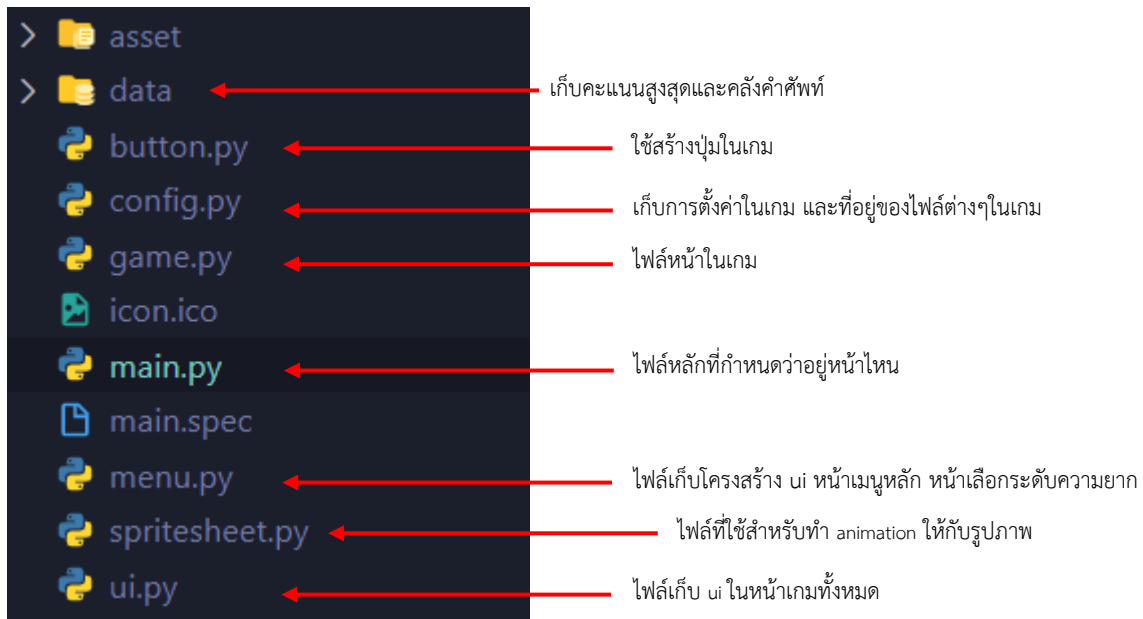 asset
data เก็บคะแนนสูงสุดและคลังคำศัพท์
button.py ใช้สร้างปุ่มในเกม
config.py เก็บการตั้งค่าในเกม และที่อยู่ของไฟล์ต่างๆในเกม
game.py ไฟล์หน้าในเกม
icon.ico
main.py ไฟล์หลักที่กำหนดว่าอยู่หน้าไหน
main.spec
menu.py ไฟล์เก็บโครงสร้าง ui หน้าเมนูหลัก หน้าเลือกระดับความยาก
spritesheet.py ไฟล์ที่ใช้สำหรับทำ animation ให้กับรูปภาพ
ui.py ไฟล์เก็บ ui ในหน้าเกมทั้งหมด